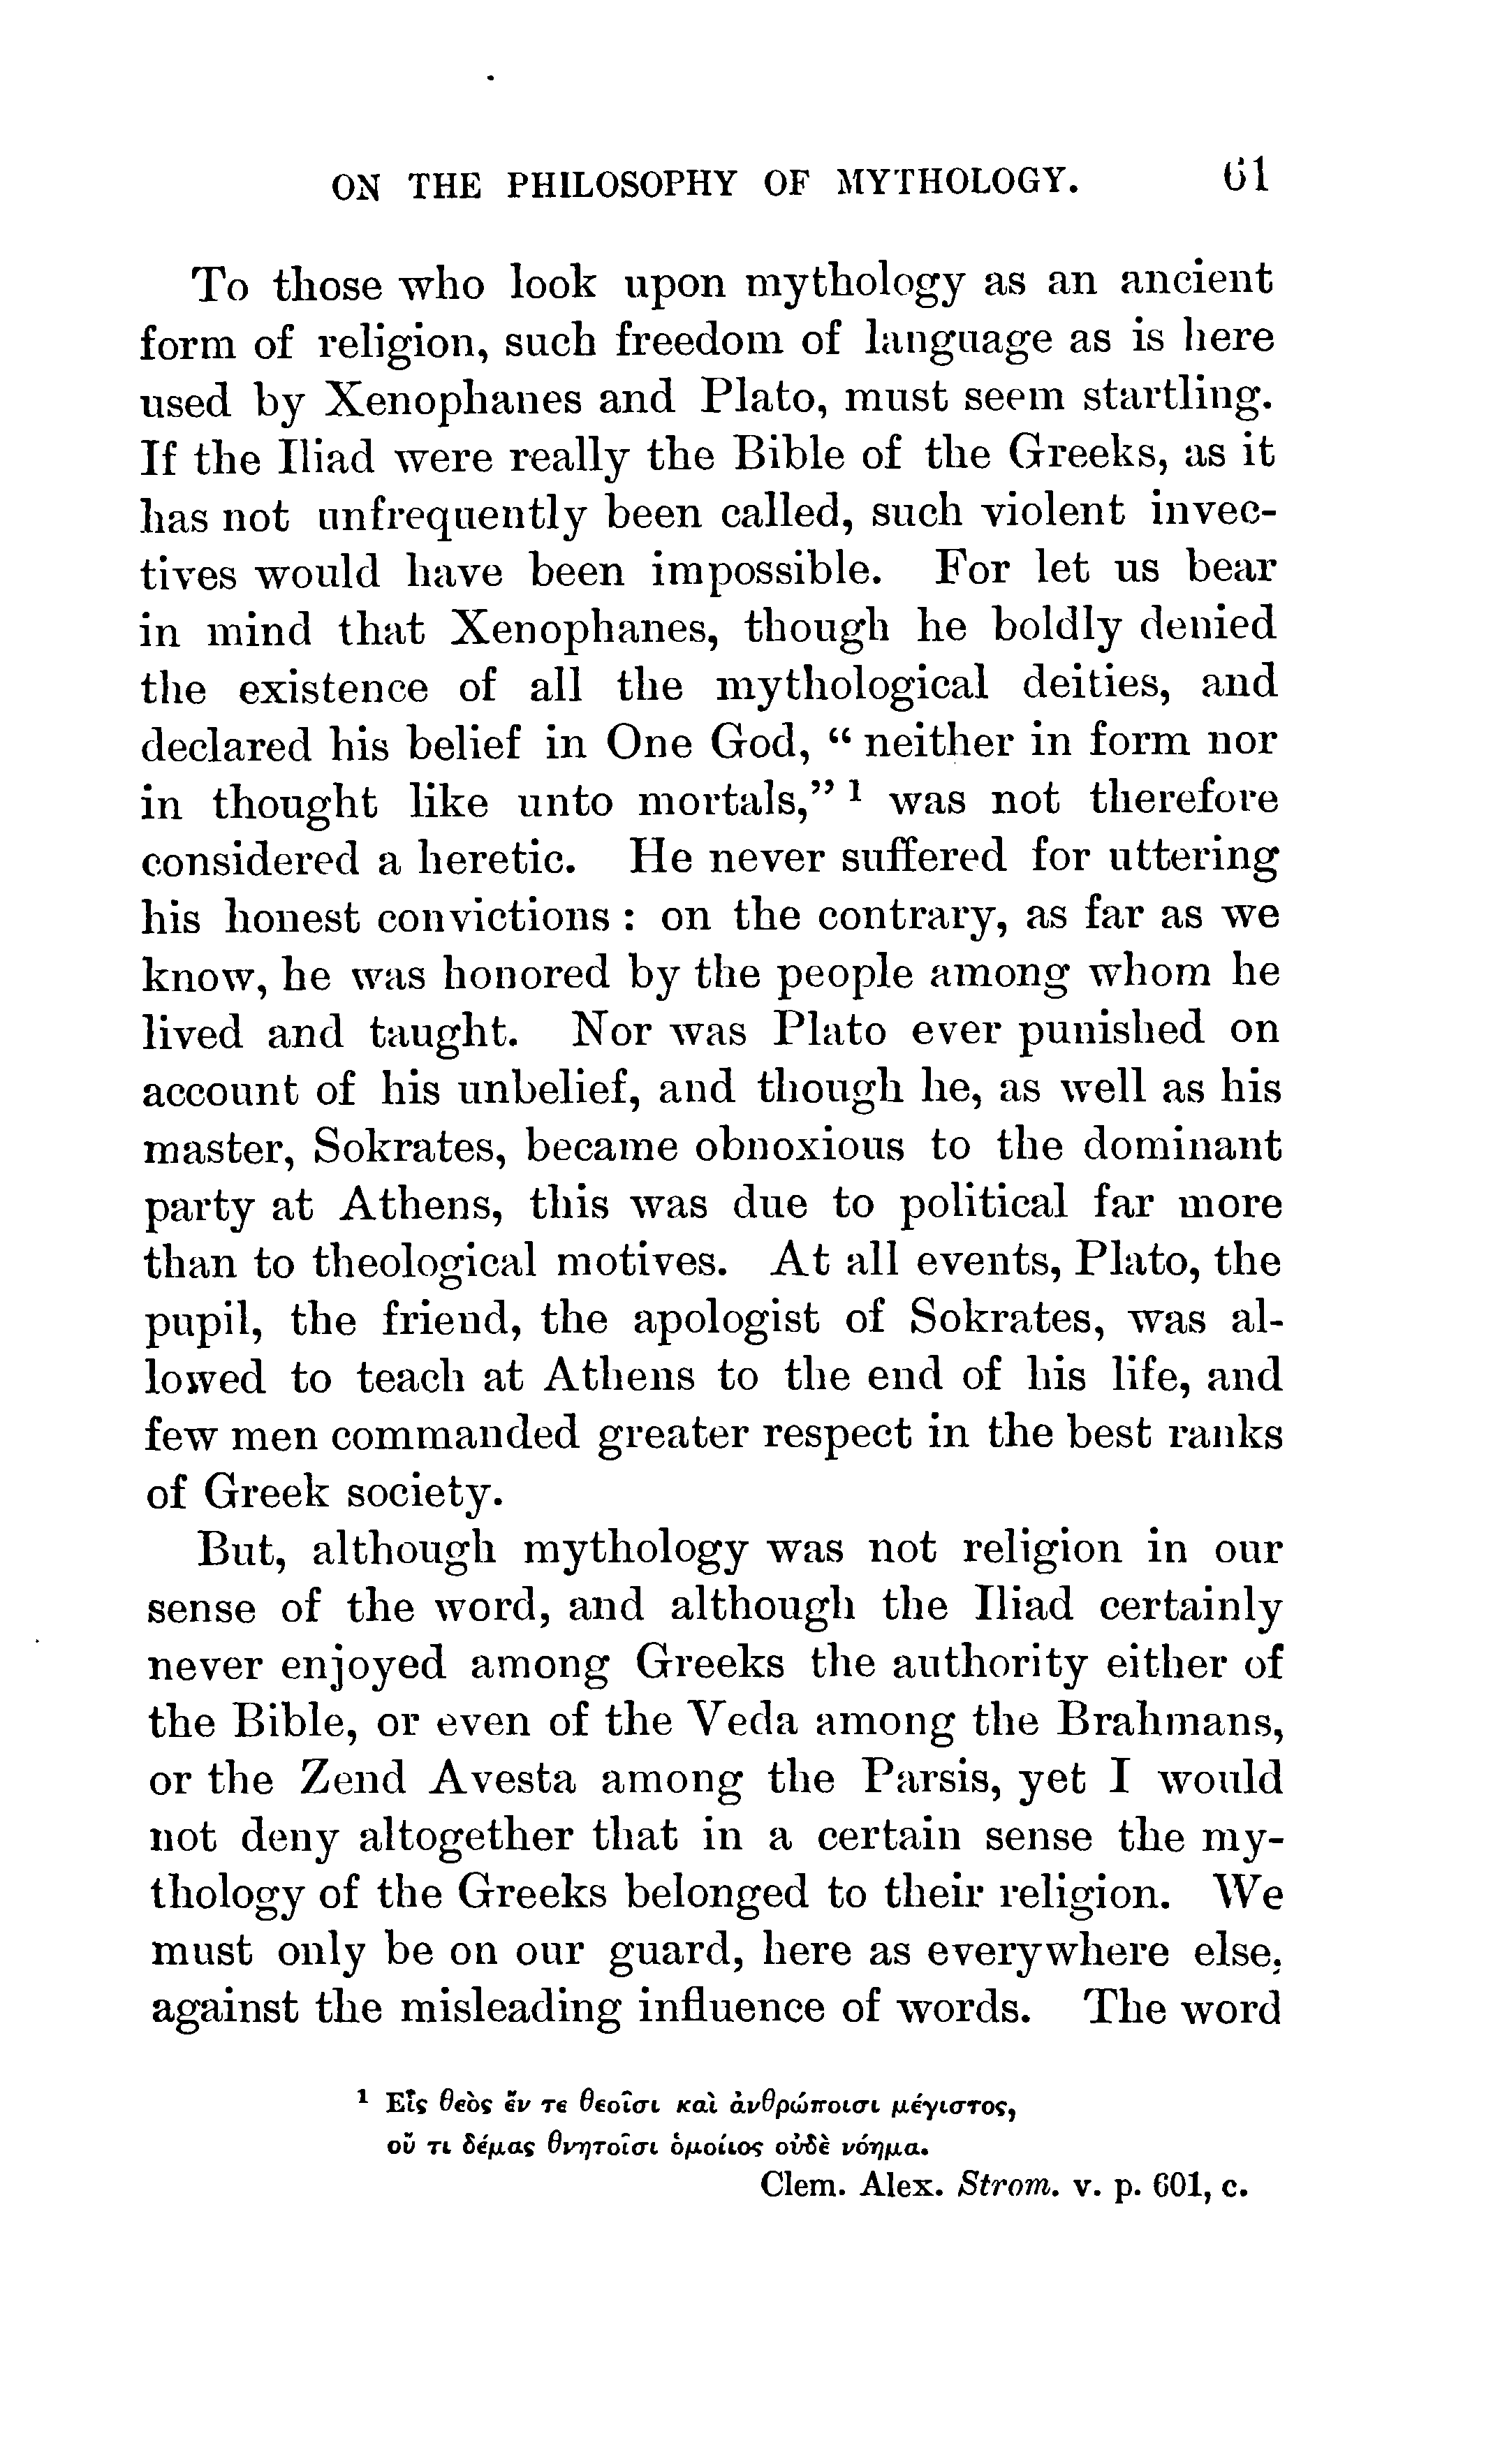 ON THE PHILOSOPHY OF MYTHOLOGY. 61
To those who look upon mythology as an ancient
form of religion, such freedom of language as is here
used by Xenophanes and Plato, must seem startling.
If the Iliad were really the Bible of the Greeks, as it
has not unfrequently been called, such violent invec-
tives would have been impossible. For let us bear
in mind that Xenophanes, though he boldly denied
the existence of all the mythological deities, and
declared his belief in One God, “ neither in form nor
in thought like unto mortals,” ¹ was not therefore
considered a heretic. He never suffered for uttering
his honest convictions : on the contrary, as far as we
know, he was honored by the people among whom he
lived and taught. Nor was Plato ever punished on
account of his unbelief, and though he, as well as his
master, Sokrates, became obnoxious to the dominant
party at Athens, this was due to political far more
than to theological motives. At all events, Plato, the
pupil, the friend, the apologist of Sokrates, was al-
lowed to teach at Athens to the end of his life, and
few men commanded greater respect in the best ranks
of Greek society.
But, although mythology was not religion in our
sense of the word, and although the Iliad certainly
never enjoyed among Greeks the authority either of
the Bible, or even of the Veda among the Brahmans,
or the Zend Avesta among the Parsis, yet I would
not deny altogether that in a certain sense the my-
thology of the Greeks belonged to their religion. We
must only be on our guard, here as everywhere else,
against the misleading influence of words. The word
¹ Εἷς θεὸς ἔν τε θεοῖσι καὶ ἀνθρώποισι μέγιστος,
οὔ τι δέμας θνητοῖσι ὁμοίιος οὐδὲ νόημα.
Clem. Alex. Strom. v. p. 601, c.